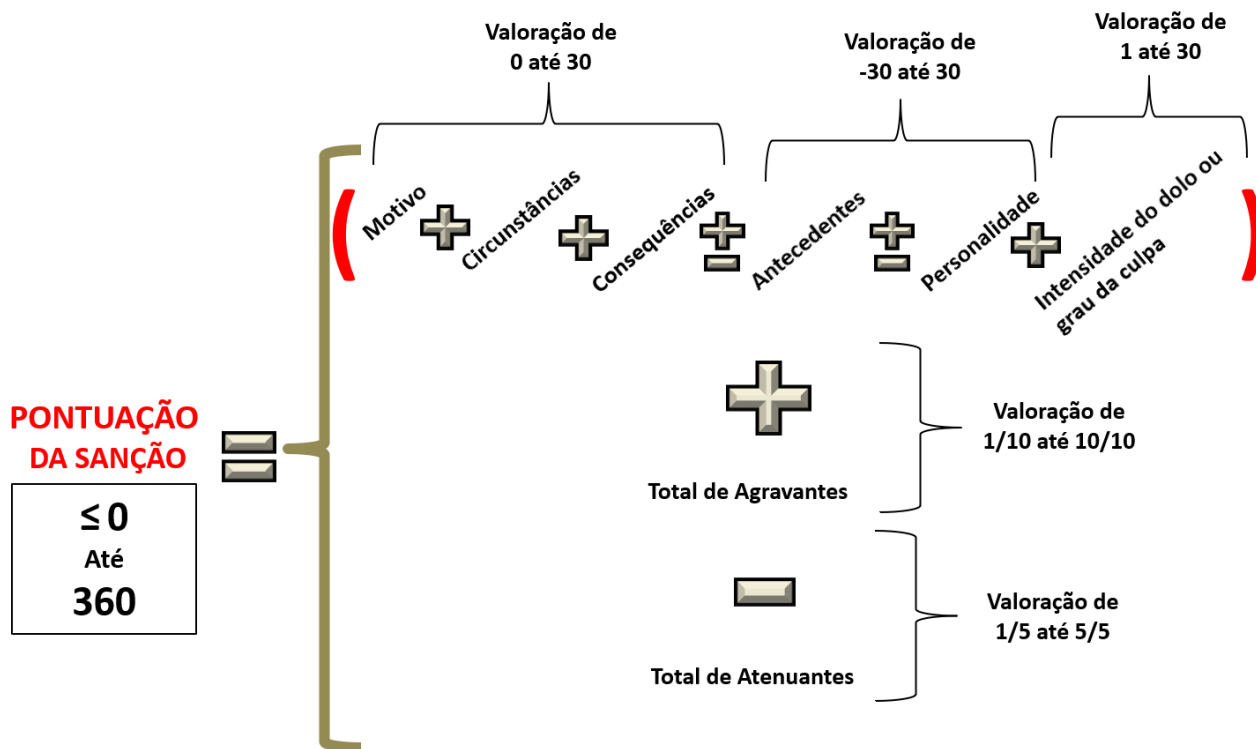 Valoração de
0 até 30
Valoração de
-30 até 30
Valoração de
1 até 30
(
Motivo
Circunstâncias
Consequências
Antecedentes
Personalidade
Intensidade do dolo ou
grau da culpa
)
PONTUAÇÃO
DA SANÇÃO
≤ 0
Até
360
Total de Agravantes
Valoração de
1/10 até 10/10
Total de Atenuantes
Valoração de
1/5 até 5/5